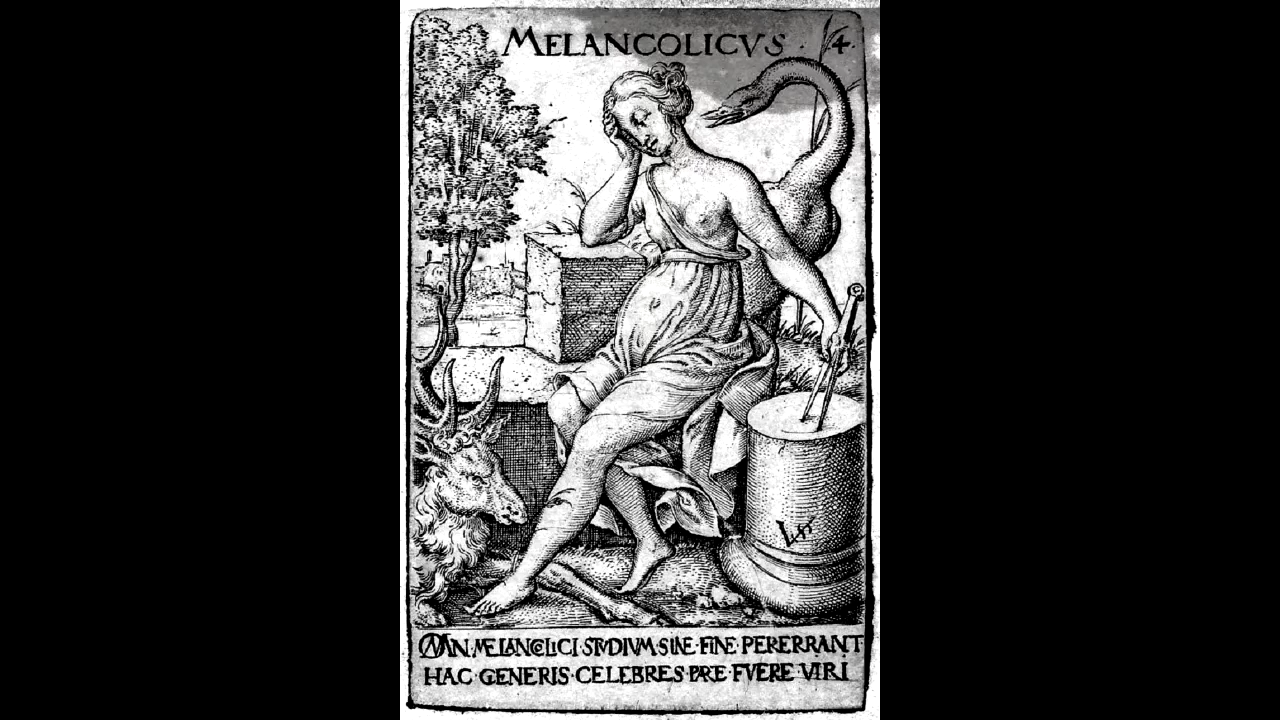 MELANCOLICVS · 4
OMN. MELANCOLICI · STVDIVM · SINE · FINE · PERERRANT
HAC · GENERIS · CELEBRES · PRE · FVERE · VIRI